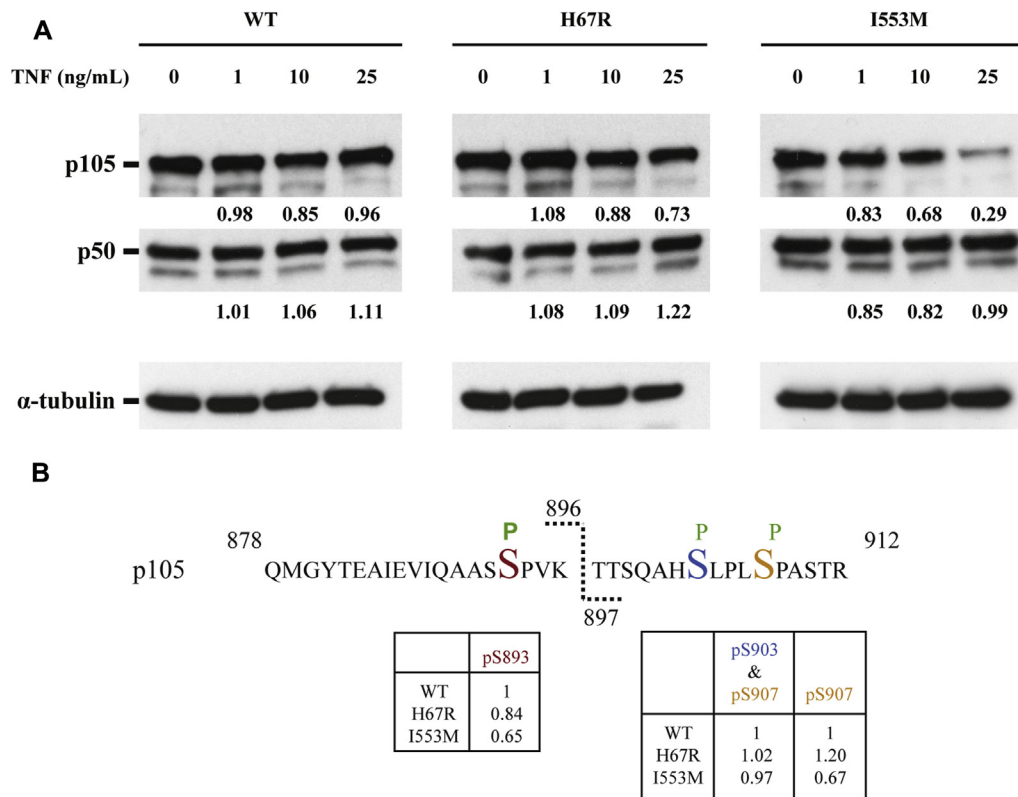 A
WT H67R I553M
TNF (ng/mL) 0 1 10 25 0 1 10 25 0 1 10 25
p105
0.98 0.85 0.96 1.08 0.88 0.73 0.83 0.68 0.29
p50
1.01 1.06 1.11 1.08 1.09 1.22 0.85 0.82 0.99
α-tubulin
B
P 896 P P
878 912
p105 QMGYTEAIEVIQAASSPVK TTSQAHSLPLSPASTR
897
pS893
WT 1
H67R 0.84
I553M 0.65
pS903
&
pS907 pS907
WT 1 1
H67R 1.02 1.20
I553M 0.97 0.67